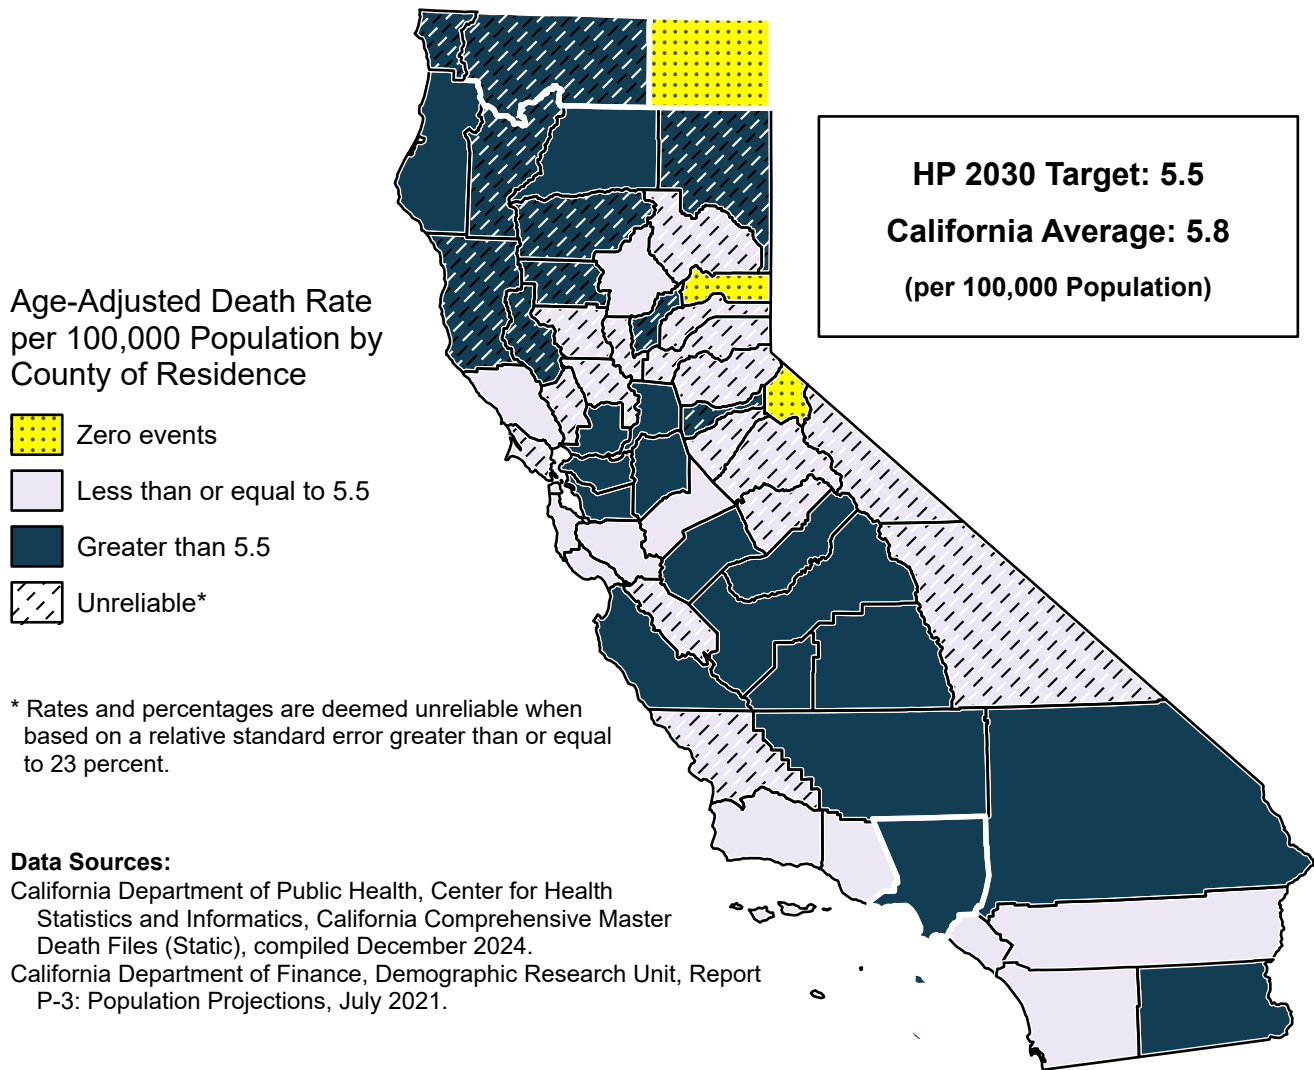 HP 2030 Target: 5.5
California Average: 5.8
(per 100,000 Population)
Age-Adjusted Death Rate
per 100,000 Population by
County of Residence
Zero events
Less than or equal to 5.5
Greater than 5.5
Unreliable*
* Rates and percentages are deemed unreliable when
based on a relative standard error greater than or equal
to 23 percent.
Data Sources:
California Department of Public Health, Center for Health
Statistics and Informatics, California Comprehensive Master
Death Files (Static), compiled December 2024.
California Department of Finance, Demographic Research Unit, Report
P-3: Population Projections, July 2021.